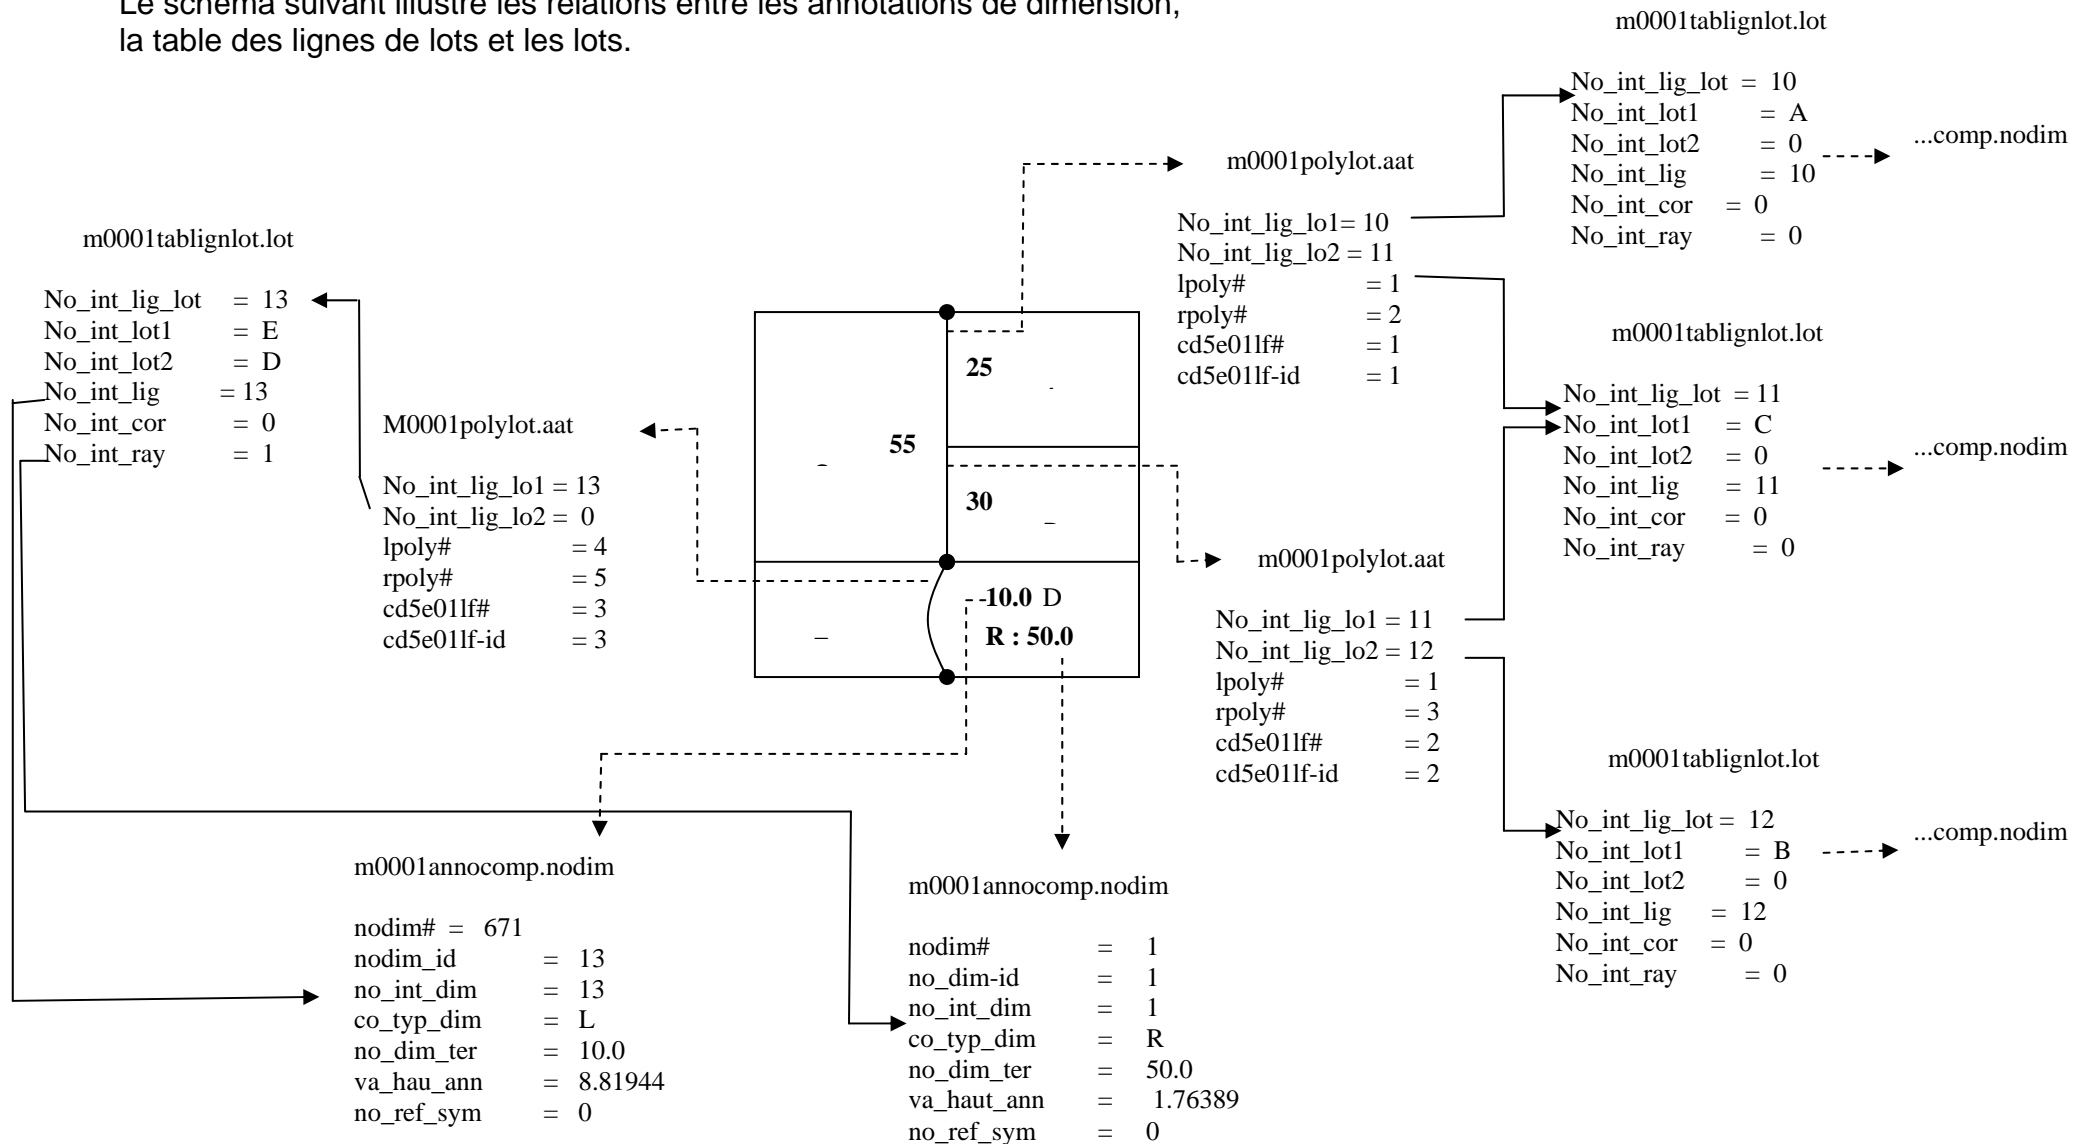 Le schéma suivant illustre les relations entre les annotations de dimension,
la table des lignes de lots et les lots.
m0001tablignlot.lot
No_int_lig_lot = 10
No_int_lot1 = A
No_int_lot2 = 0
No_int_lig = 10
No_int_cor = 0
No_int_ray = 0
...comp.nodim
m0001polylot.aat
No_int_lig_lo1= 10
No_int_lig_lo2 = 11
lpoly# = 1
rpoly# = 2
cd5e01lf# = 1
cd5e01lf-id = 1
m0001tablignlot.lot
No_int_lig_lot = 13
No_int_lot1 = E
No_int_lot2 = D
No_int_lig = 13
No_int_cor = 0
No_int_ray = 1
M0001polylot.aat
No_int_lig_lo1 = 13
No_int_lig_lo2 = 0
lpoly# = 4
rpoly# = 5
cd5e01lf# = 3
cd5e01lf-id = 3
25
55
30
10.0 D
R : 50.0
m0001tablignlot.lot
No_int_lig_lot = 11
No_int_lot1 = C
No_int_lot2 = 0
No_int_lig = 11
No_int_cor = 0
No_int_ray = 0
...comp.nodim
m0001polylot.aat
No_int_lig_lo1 = 11
No_int_lig_lo2 = 12
lpoly# = 1
rpoly# = 3
cd5e01lf# = 2
cd5e01lf-id = 2
m0001tablignlot.lot
No_int_lig_lot = 12
No_int_lot1 = B
No_int_lot2 = 0
No_int_lig = 12
No_int_cor = 0
No_int_ray = 0
...comp.nodim
m0001annocomp.nodim
nodim# = 671
nodim_id = 13
no_int_dim = 13
co_typ_dim = L
no_dim_ter = 10.0
va_hau_ann = 8.81944
no_ref_sym = 0
m0001annocomp.nodim
nodim# = 1
no_dim-id = 1
no_int_dim = 1
co_typ_dim = R
no_dim_ter = 50.0
va_haut_ann = 1.76389
no_ref_sym = 0